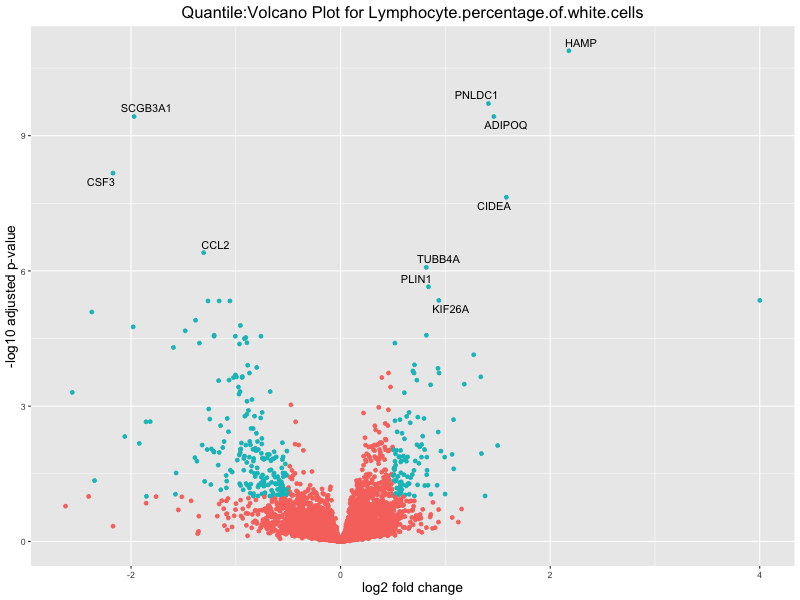 Quantile:Volcano Plot for Lymphocyte.percentage.of.white.cells
HAMP
PNLDC1
SCGB3A1
ADIPOQ
9
CSF3
CIDEA
CCL2
TUBB4A
6
PLIN1
KIF26A
-log10 adjusted p-value
3
0
-2
0
2
4
log2 fold change